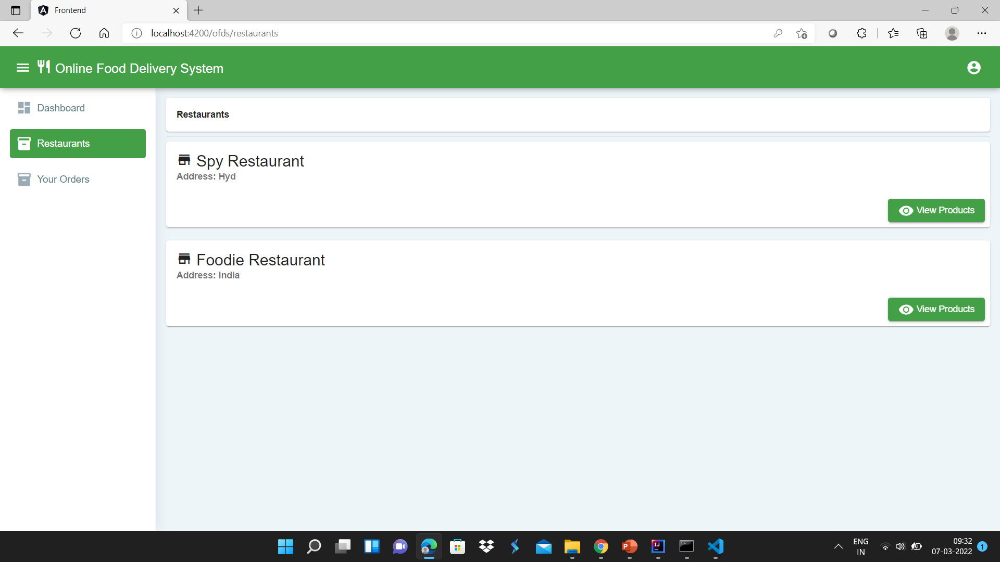 Frontend
localhost:4200/ofds/restaurants
Online Food Delivery System
Dashboard
Restaurants
Your Orders
Restaurants
Spy Restaurant
Address: Hyd
View Products
Foodie Restaurant
Address: India
View Products
ENG
IN
09:32
07-03-2022
1